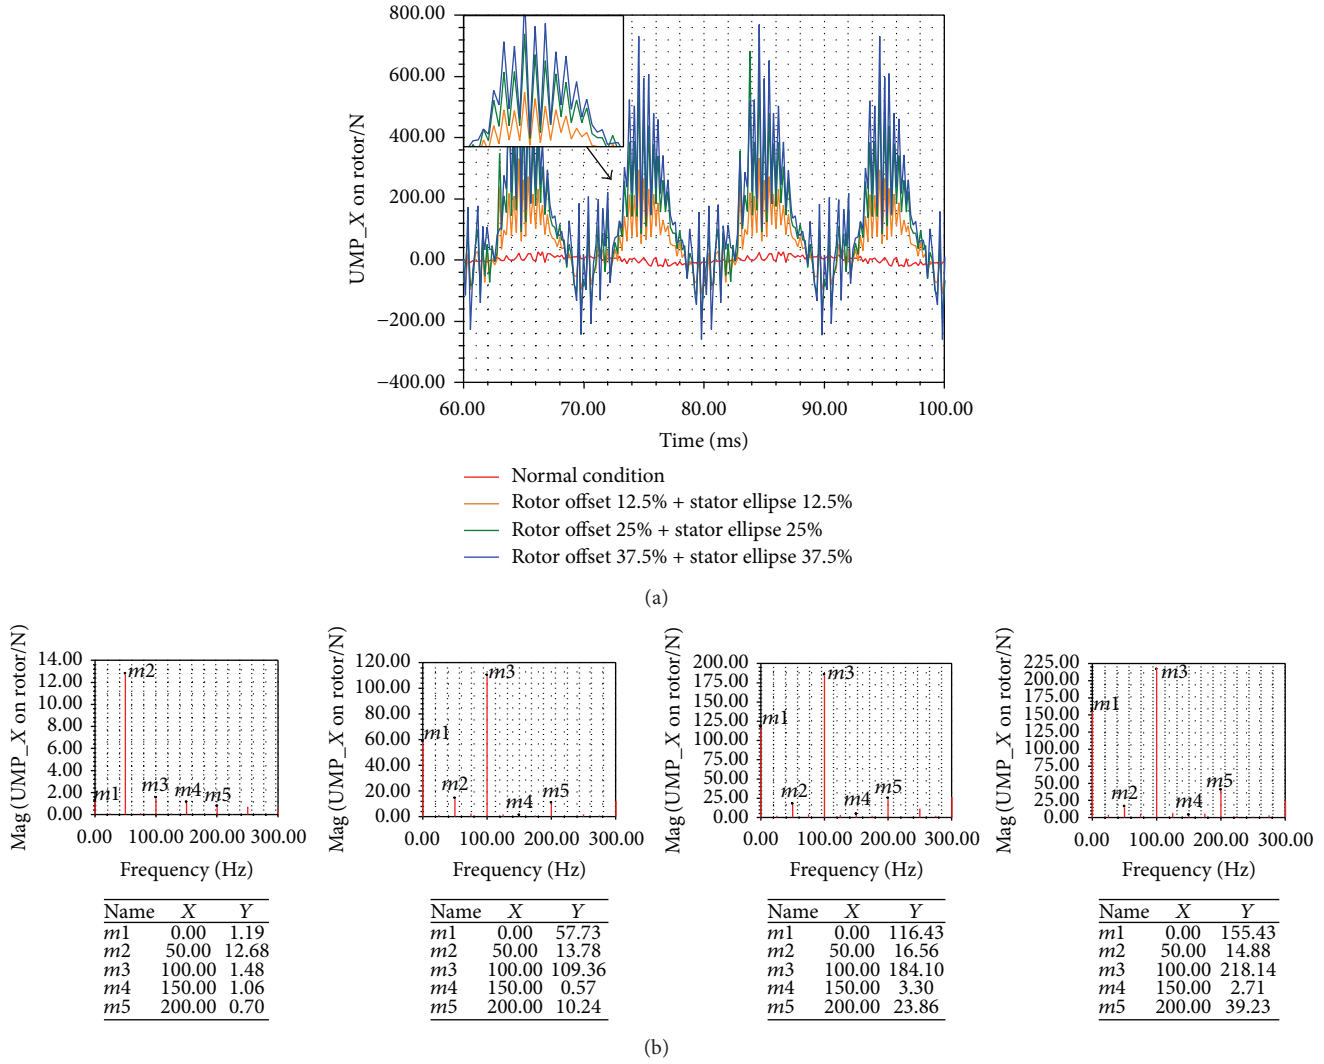 800.00
600.00
400.00
200.00
0.00
−200.00
−400.00
UMP_X on rotor/N
60.00 70.00 80.00 90.00 100.00
Time (ms)
Normal condition
Rotor offset 12.5% + stator ellipse 12.5%
Rotor offset 25% + stator ellipse 25%
Rotor offset 37.5% + stator ellipse 37.5%
(a)
Mag (UMP_X on rotor/N)
14.00
12.00
10.00
8.00
6.00
4.00
2.00
0.00
m1
m2
m3
m4
m5
0.00 100.00 200.00 300.00
Frequency (Hz)
Name X Y
m1 0.00 1.19
m2 50.00 12.68
m3 100.00 1.48
m4 150.00 1.06
m5 200.00 0.70
Mag (UMP_X on rotor/N)
120.00
100.00
80.00
60.00
40.00
20.00
0.00
m1
m2
m3
m4
m5
0.00 100.00 200.00 300.00
Frequency (Hz)
Name X Y
m1 0.00 57.73
m2 50.00 13.78
m3 100.00 109.36
m4 150.00 0.57
m5 200.00 10.24
Mag (UMP_X on rotor/N)
200.00
175.00
150.00
125.00
100.00
75.00
50.00
25.00
0.00
m1
m2
m3
m4
m5
0.00 100.00 200.00 300.00
Frequency (Hz)
Name X Y
m1 0.00 116.43
m2 50.00 16.56
m3 100.00 184.10
m4 150.00 3.30
m5 200.00 23.86
Mag (UMP_X on rotor/N)
225.00
200.00
175.00
150.00
125.00
100.00
75.00
50.00
25.00
0.00
m1
m2
m3
m4
m5
0.00 100.00 200.00 300.00
Frequency (Hz)
Name X Y
m1 0.00 155.43
m2 50.00 14.88
m3 100.00 218.14
m4 150.00 2.71
m5 200.00 39.23
(b)